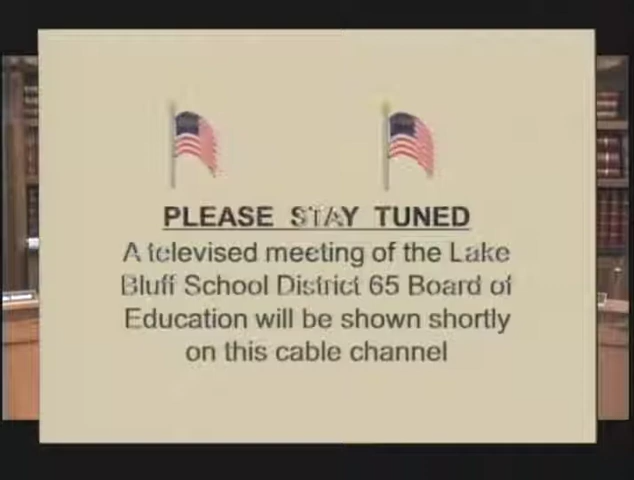 PLEASE STAY TUNED
A televised meeting of the Lake
Bluff School District 65 Board of
Education will be shown shortly
on this cable channel